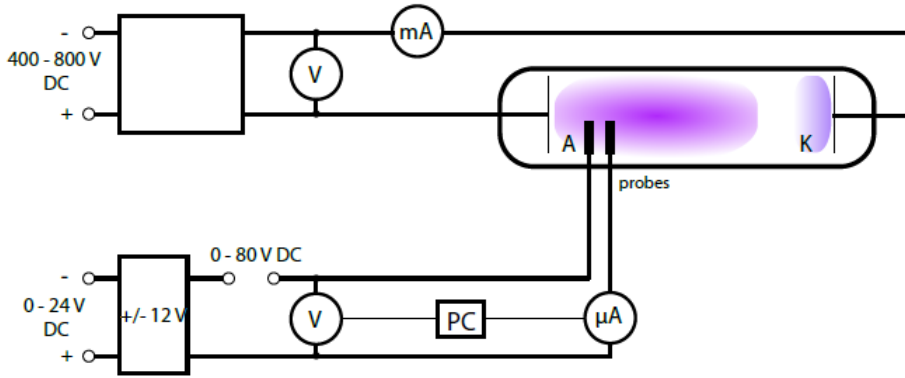 -
400 - 800 V
DC
+
V
mA
A
K
probes
0 - 80 V DC
-
0 - 24 V
DC
+
+/- 12 V
V
PC
µA